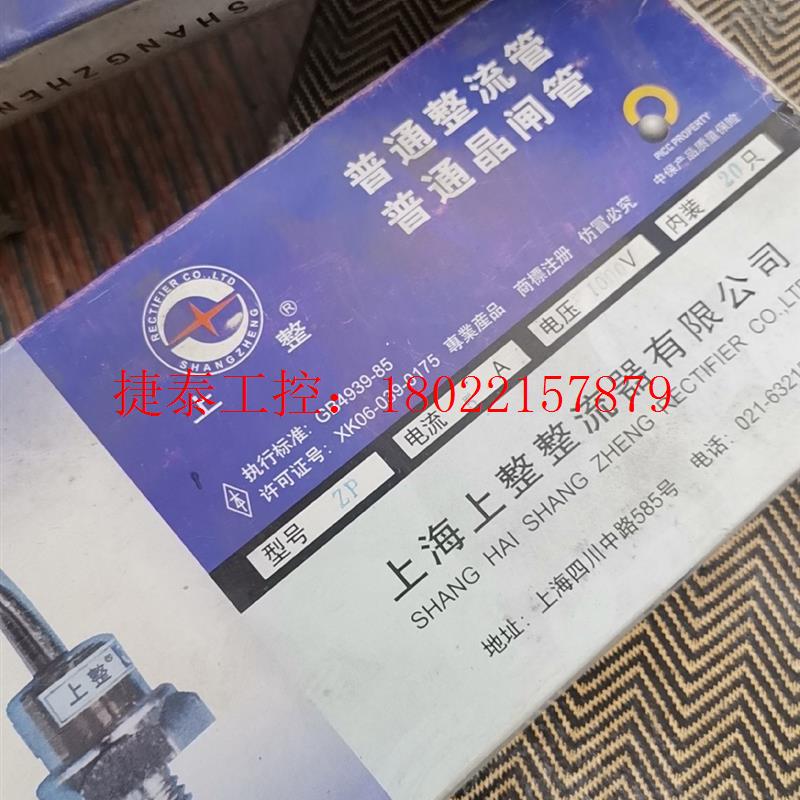 SHANGZHEN
普通整流管
普通晶闸管
PICC PROPERTY
中保产品质量保险
RECTIFIER CO.,LTD
SHANGZHENG
上整®
执行标准: GB4939-85
许可证号: XK06-039-0175 專業産品 商標注册 仿冒必究
型号 ZP 电流 A 电压 1000V 内装 20只
捷泰工控：18022157879
上海上整整流器有限公司
SHANG HAI SHANG ZHENG RECTIFIER CO.,LTD
地址: 上海四川中路585号 电话: 021-6321
上整®